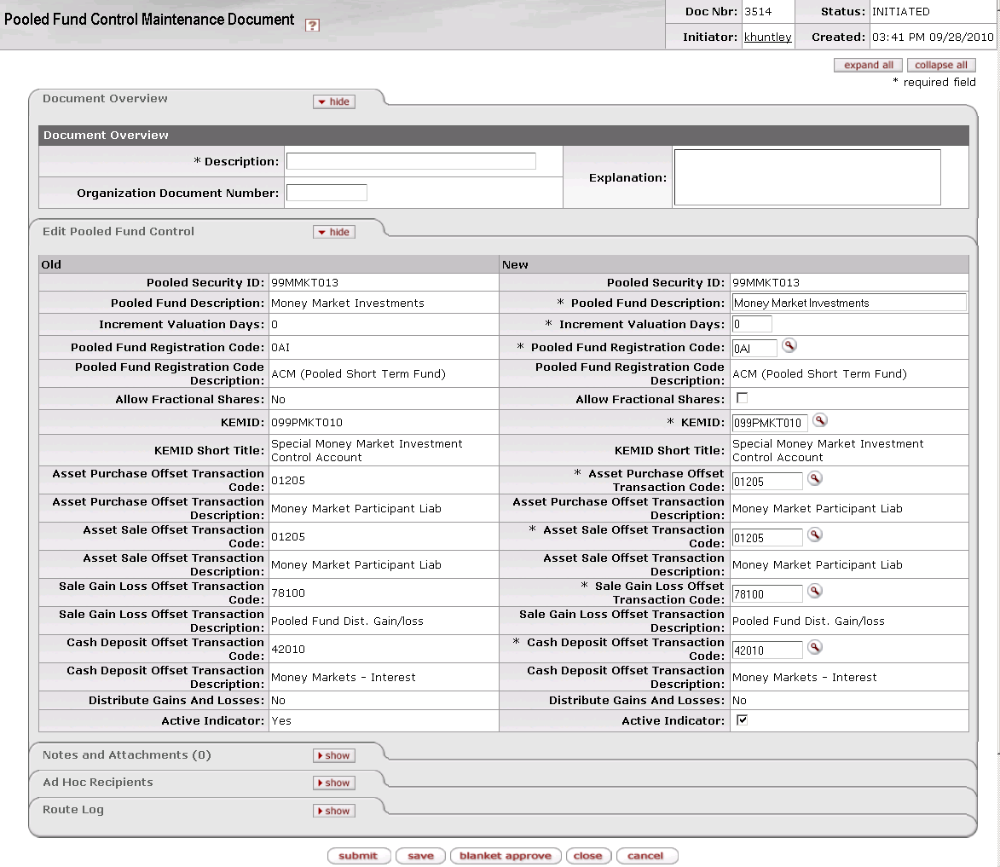 Pooled Fund Control Maintenance Document ?
Doc Nbr: 3514 Status: INITIATED
Initiator: khuntley Created: 03:41 PM 09/28/2010
expand all collapse all
* required field
Document Overview hide
Document Overview
* Description:
Explanation:
Organization Document Number:
Edit Pooled Fund Control hide
Old New
Pooled Security ID: 99MMKT013 Pooled Security ID: 99MMKT013
Pooled Fund Description: Money Market Investments * Pooled Fund Description: Money Market Investments
Increment Valuation Days: 0 * Increment Valuation Days: 0
Pooled Fund Registration Code: 0AI * Pooled Fund Registration Code: 0AI
Pooled Fund Registration Code Description: ACM (Pooled Short Term Fund) Pooled Fund Registration Code Description: ACM (Pooled Short Term Fund)
Allow Fractional Shares: No Allow Fractional Shares:
KEMID: 099PMKT010 * KEMID: 099PMKT010
KEMID Short Title: Special Money Market Investment Control Account KEMID Short Title: Special Money Market Investment Control Account
Asset Purchase Offset Transaction Code: 01205 * Asset Purchase Offset Transaction Code: 01205
Asset Purchase Offset Transaction Description: Money Market Participant Liab Asset Purchase Offset Transaction Description: Money Market Participant Liab
Asset Sale Offset Transaction Code: 01205 * Asset Sale Offset Transaction Code: 01205
Asset Sale Offset Transaction Description: Money Market Participant Liab Asset Sale Offset Transaction Description: Money Market Participant Liab
Sale Gain Loss Offset Transaction Code: 78100 * Sale Gain Loss Offset Transaction Code: 78100
Sale Gain Loss Offset Transaction Description: Pooled Fund Dist. Gain/loss Sale Gain Loss Offset Transaction Description: Pooled Fund Dist. Gain/loss
Cash Deposit Offset Transaction Code: 42010 * Cash Deposit Offset Transaction Code: 42010
Cash Deposit Offset Transaction Description: Money Markets - Interest Cash Deposit Offset Transaction Description: Money Markets - Interest
Distribute Gains And Losses: No Distribute Gains And Losses: No
Active Indicator: Yes Active Indicator:
Notes and Attachments (0) show
Ad Hoc Recipients show
Route Log show
submit save blanket approve close cancel